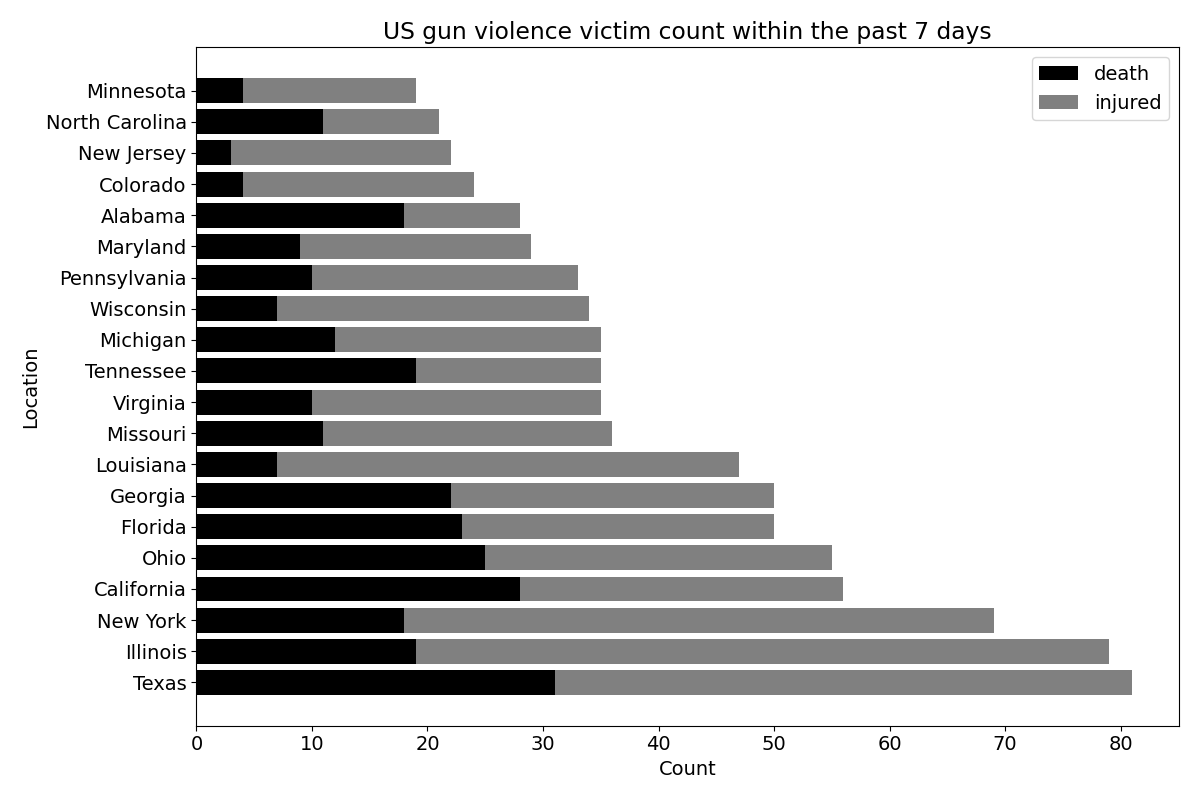 US gun violence victim count within the past 7 days
death
injured
Minnesota
North Carolina
New Jersey
Colorado
Alabama
Maryland
Pennsylvania
Wisconsin
Michigan
Tennessee
Virginia
Missouri
Louisiana
Georgia
Florida
Ohio
California
New York
Illinois
Texas
Location
0 10 20 30 40 50 60 70 80
Count